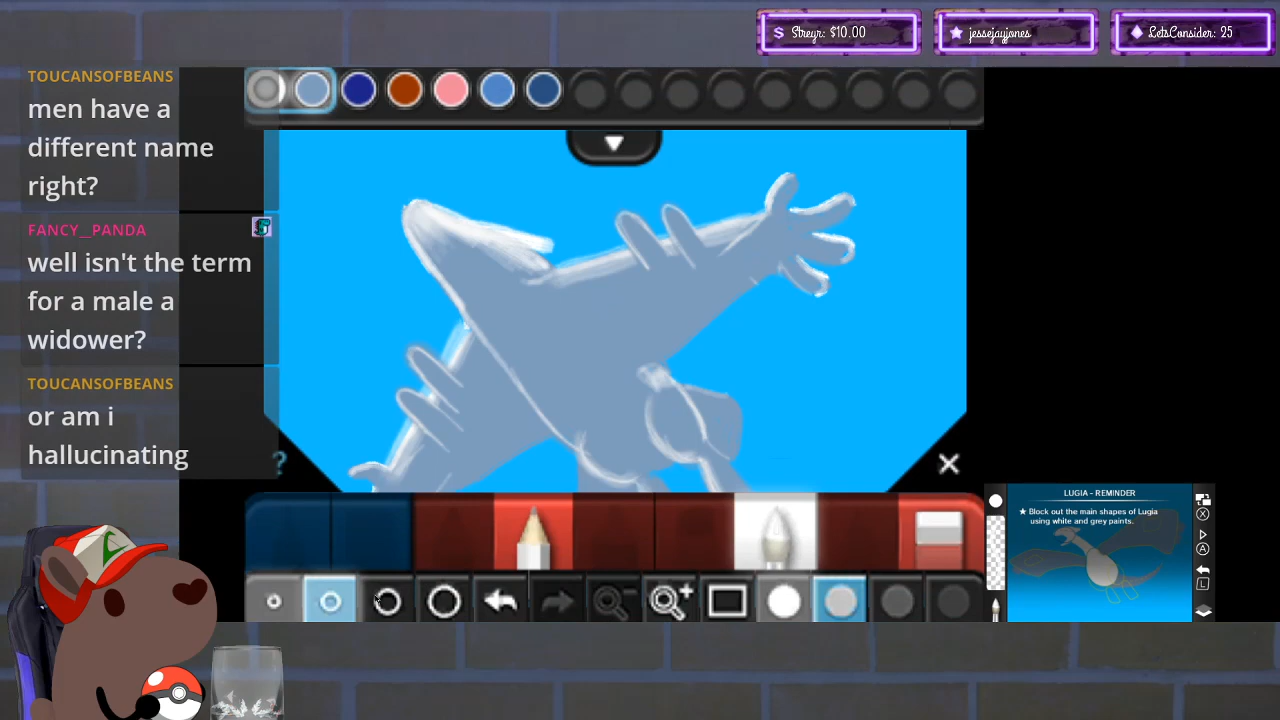 Streyr: $10.00
jessejayjones
LetsConsider: 25
TOUCANSOFBEANS
men have a
different name
right?
FANCY__PANDA
well isn't the term
for a male a
widower?
TOUCANSOFBEANS
or am i
hallucinating
?
LUGIA - REMINDER
★ Block out the main shapes of Lugia
using white and grey paints.
X
A
L